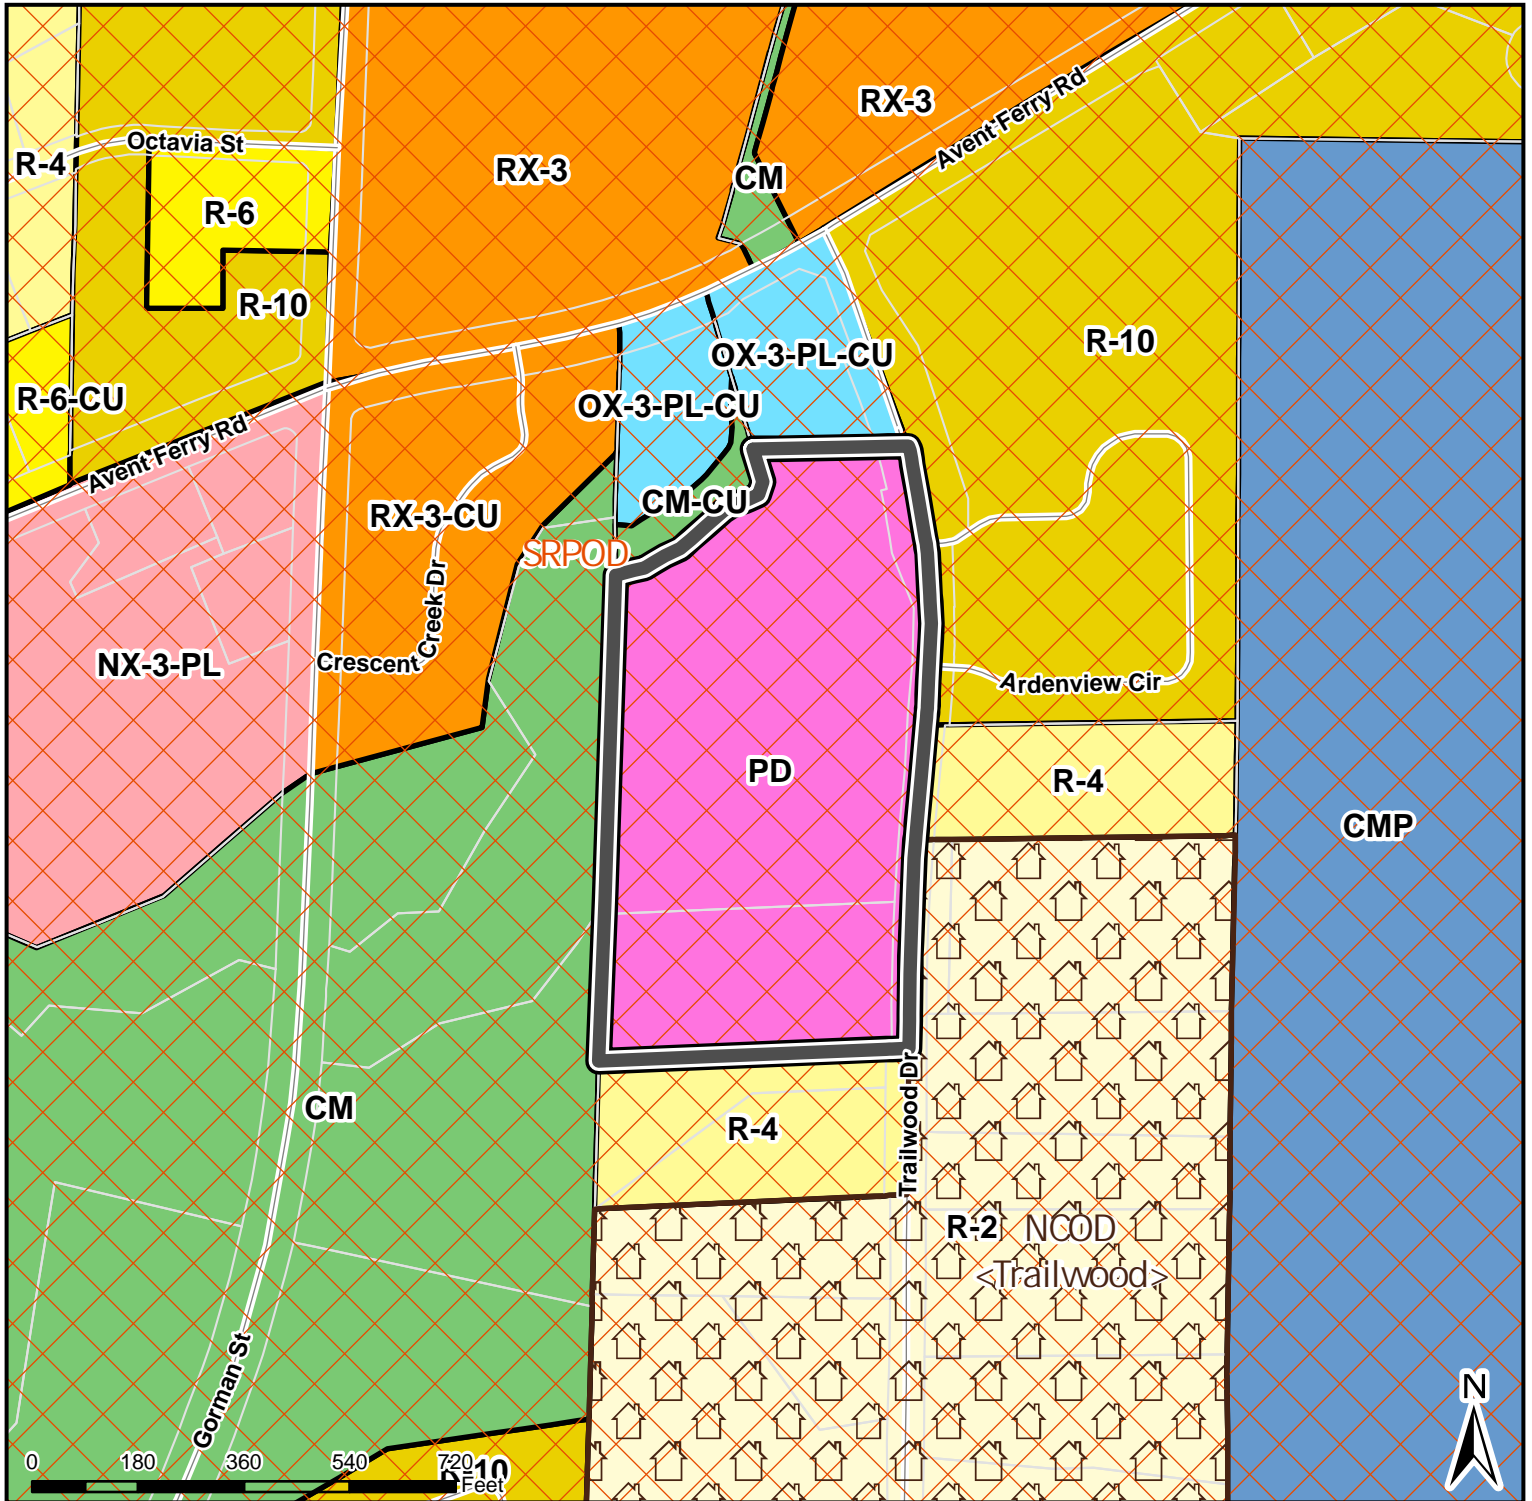 RX-3
Avent Ferry Rd
Octavia St
R-4
RX-3
CM
R-6
R-10
R-10
OX-3-PL-CU
R-6-CU
OX-3-PL-CU
Avent Ferry Rd
CM-CU
RX-3-CU
SRPOD
Crescent Creek Dr
NX-3-PL
Ardenview Cir
PD
R-4
CMP
CM
R-4
Trailwood Dr
R-2
NCOD
<Trailwood>
Gorman St
N
0 180 360 540 720
Feet
R-10